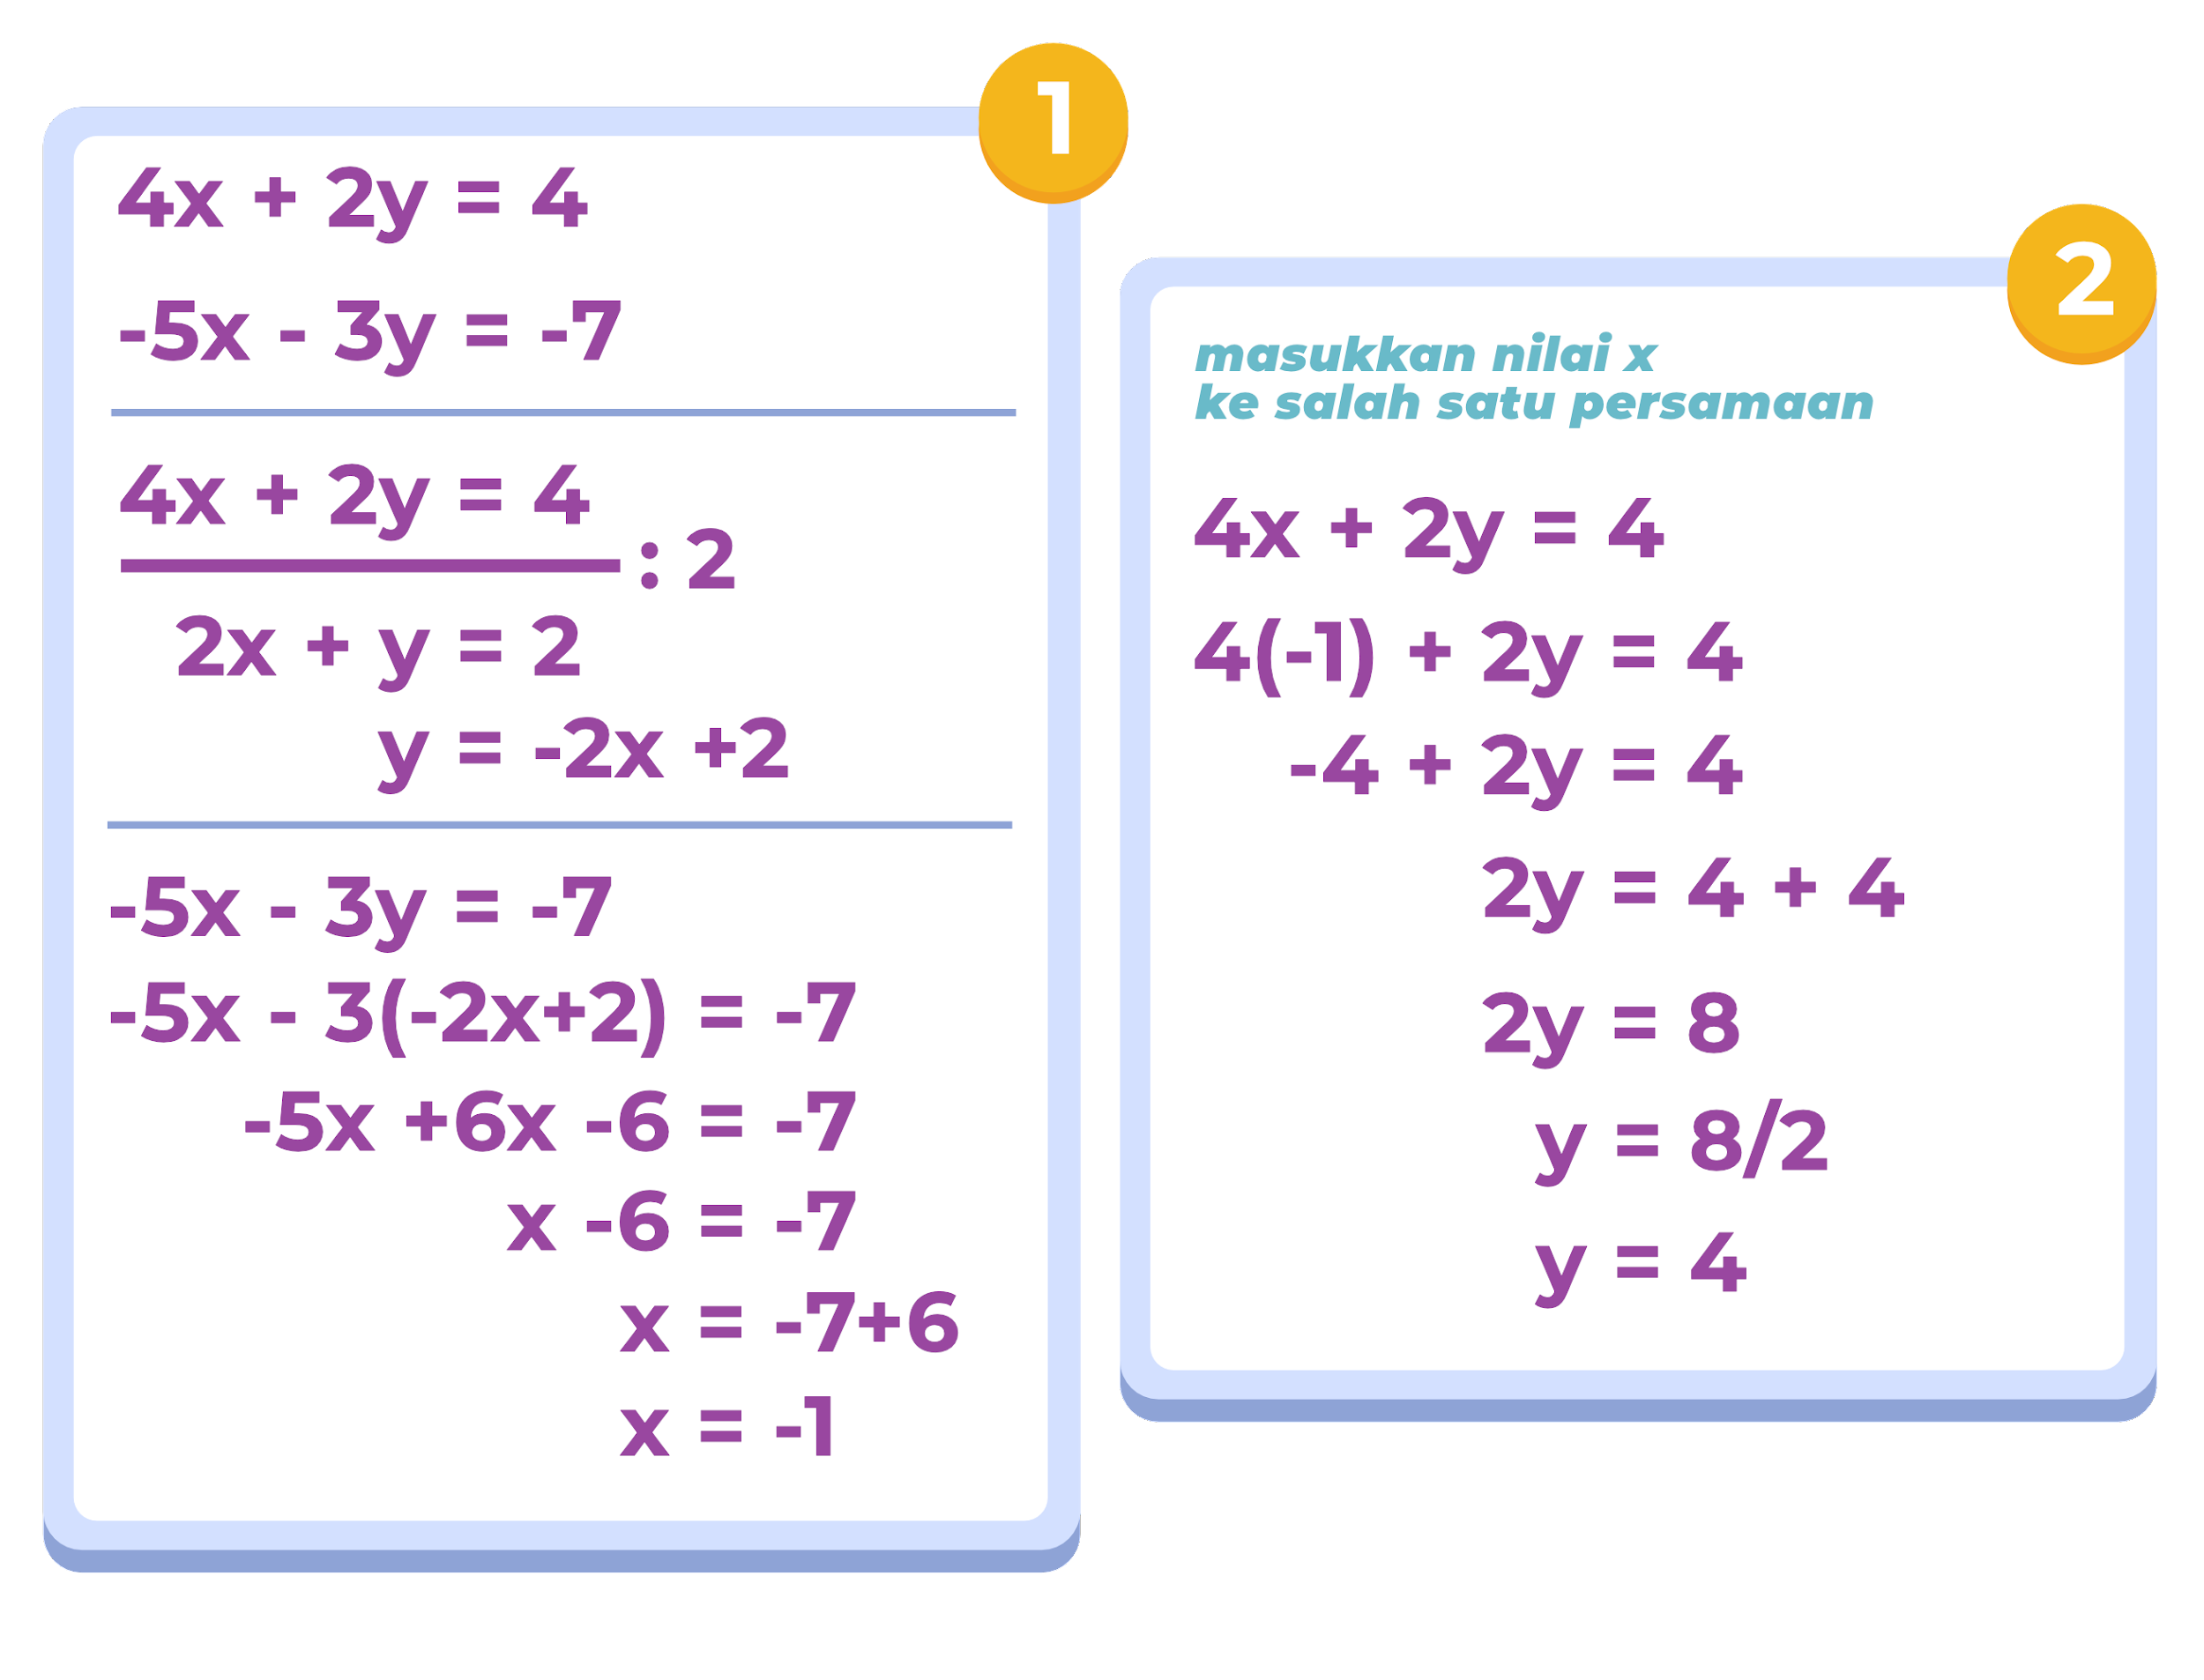 1
4x + 2y = 4
-5x - 3y = -7
4x + 2y = 4
: 2
2x + y = 2
y = -2x +2
-5x - 3y = -7
-5x - 3(-2x+2) = -7
-5x +6x -6 = -7
x -6 = -7
x = -7+6
x = -1
2
masukkan nilai x
ke salah satu persamaan
4x + 2y = 4
4(-1) + 2y = 4
-4 + 2y = 4
2y = 4 + 4
2y = 8
y = 8/2
y = 4